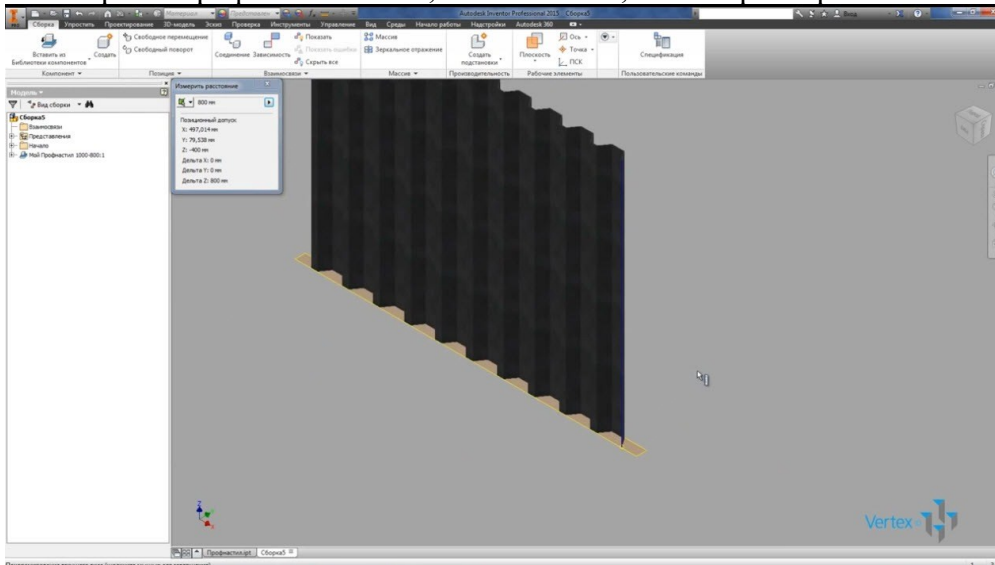 Autodesk Inventor Professional 2015 Сборка5
Вход
Сборка Упростить Проектирование 3D-модель Эскиз Проверка Инструменты Управление Вид Среды Начало работы Надстройки Autodesk 360
Вставить из Библиотеки компонентов
Создать
Свободное перемещение
Свободный поворот
Соединение Зависимость
Показать
Показать ошибки
Скрыть все
Массив
Зеркальное отражение
Создать подстановки
Плоскость
Ось
Точка
ПСК
Спецификация
Компонент Позиция Взаимосвязи Массив Производительность Рабочие элементы Пользовательские команды
Модель
Вид сборки
Сборка5
Взаимосвязи
Представления
Начало
Мой Профнастил 1000-800:1
Измерить расстояние
800 мм
Позиционный допуск
X: 497,014 мм
Y: 79,538 мм
Z: -400 мм
Дельта X: 0 мм
Дельта Y: 0 мм
Дельта Z: 800 мм
Z
Vertex
Профнастил.ipt Сборка5